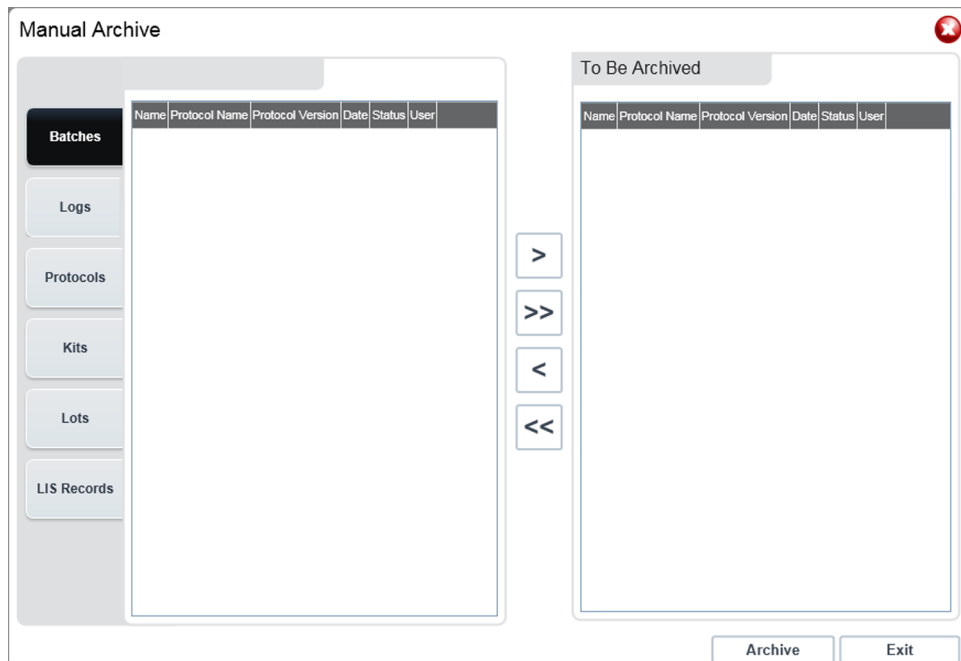 Manual Archive
To Be Archived
Batches
Logs
Protocols
Kits
Lots
LIS Records
Name Protocol Name Protocol Version Date Status User
>
>>
<
<<
Name Protocol Name Protocol Version Date Status User
Archive
Exit